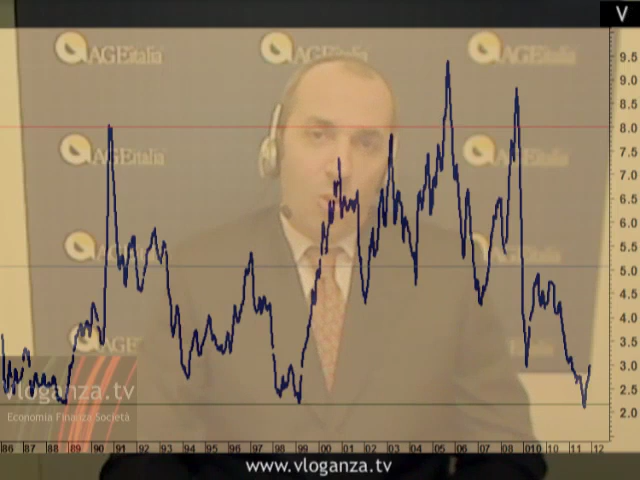 V
AGEitalia
AGEitalia
AGEitalia
9.5
9.0
8.5
8.0
7.5
7.0
6.5
6.0
5.5
5.0
4.5
4.0
3.5
3.0
2.5
2.0
AGEitalia
AGEitalia
AGEitalia
vloganza.tv
Economia Finanza Società
86 87 88 89 90 91 92 93 94 95 96 97 98 99 00 01 02 03 04 05 06 07 08 09 010 10 11 12
www.vloganza.tv